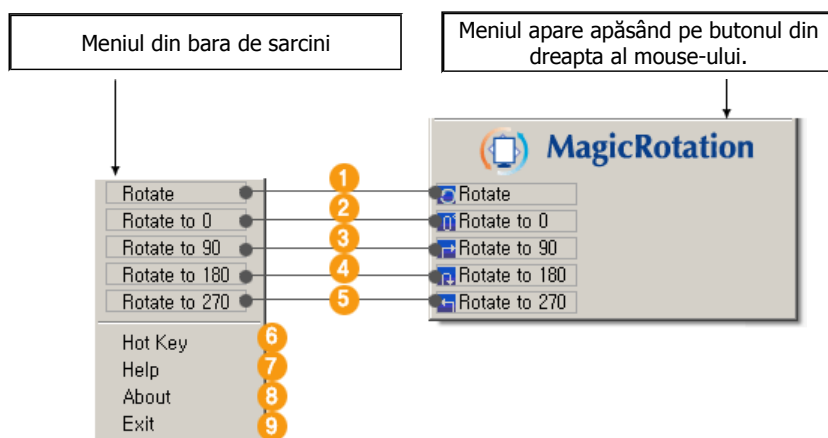 Meniul din bara de sarcini
Meniul apare apăsând pe butonul din
dreapta al mouse-ului.
MagicRotation
Rotate 1 Rotate
Rotate to 0 2 Rotate to 0
Rotate to 90 3 Rotate to 90
Rotate to 180 4 Rotate to 180
Rotate to 270 5 Rotate to 270
Hot Key 6
Help 7
About 8
Exit 9